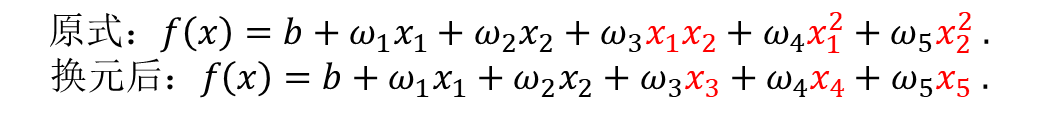 原式：f(x) = b + ω₁x₁ + ω₂x₂ + ω₃x₁x₂ + ω₄x₁² + ω₅x₂² .
换元后：f(x) = b + ω₁x₁ + ω₂x₂ + ω₃x₃ + ω₄x₄ + ω₅x₅ .